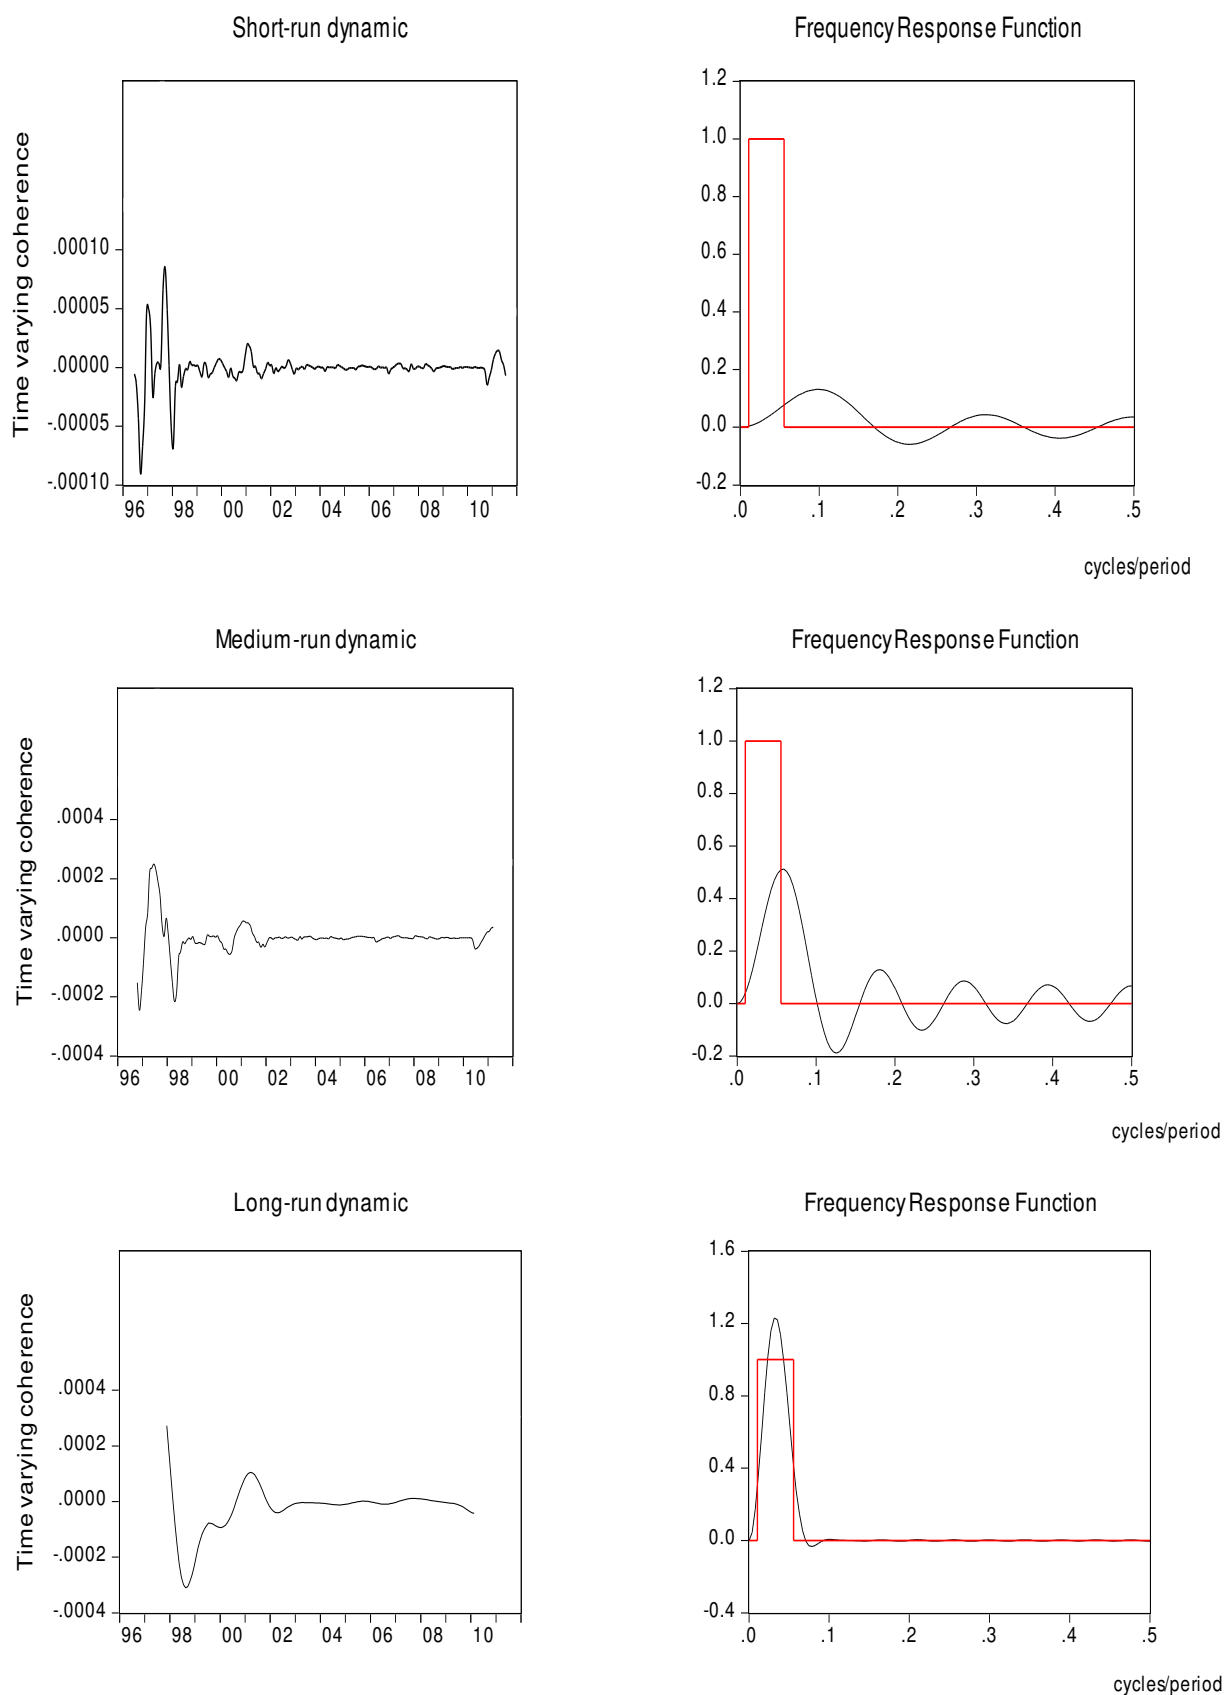 Short-run dynamic
Frequency Response Function
Time varying coherence
.00010
.00005
.00000
-.00005
-.00010
96 98 00 02 04 06 08 10
1.2
1.0
0.8
0.6
0.4
0.2
0.0
-0.2
.0 .1 .2 .3 .4 .5
cycles/period
Medium-run dynamic
Frequency Response Function
Time varying coherence
.0004
.0002
.0000
-.0002
-.0004
96 98 00 02 04 06 08 10
1.2
1.0
0.8
0.6
0.4
0.2
0.0
-0.2
.0 .1 .2 .3 .4 .5
cycles/period
Long-run dynamic
Frequency Response Function
Time varying coherence
.0004
.0002
.0000
-.0002
-.0004
96 98 00 02 04 06 08 10
1.6
1.2
0.8
0.4
0.0
-0.4
.0 .1 .2 .3 .4 .5
cycles/period